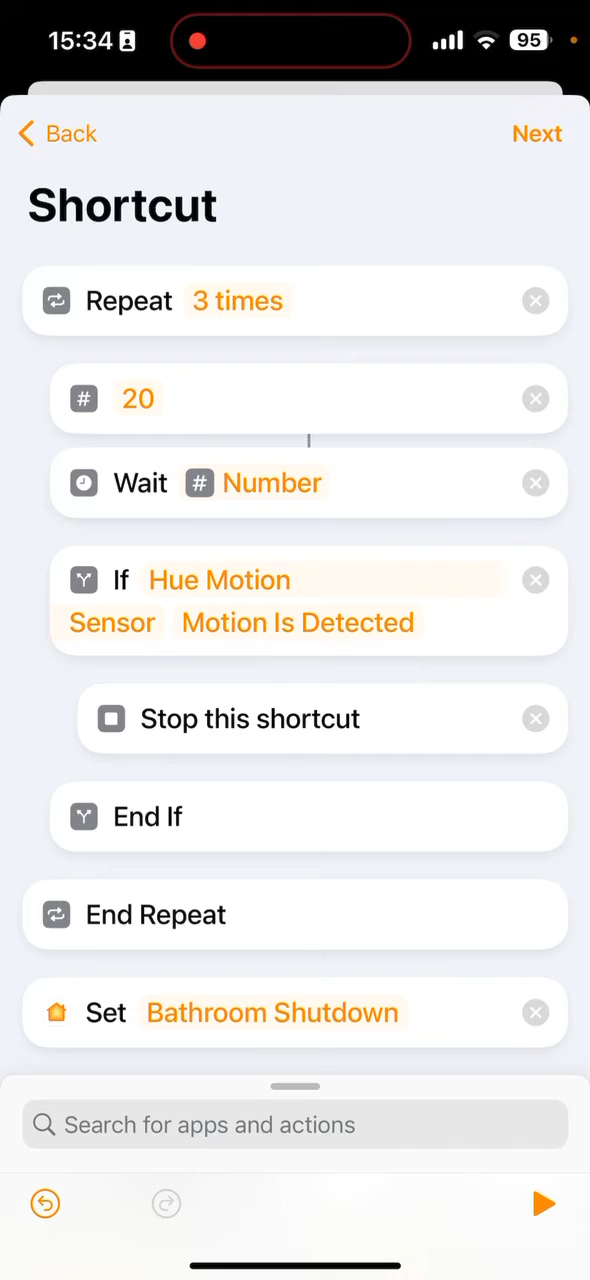 15:34
95
Back
Next
Shortcut
Repeat 3 times
# 20
Wait # Number
If Hue Motion
Sensor Motion Is Detected
Stop this shortcut
End If
End Repeat
Set Bathroom Shutdown
Search for apps and actions